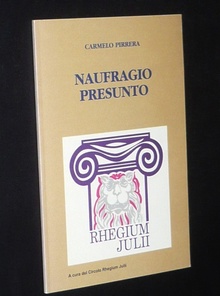 CARMELO PIRRERA
NAUFRAGIO
PRESUNTO
RHEGIUM
JULII
A cura del Circolo Rhegium Julii